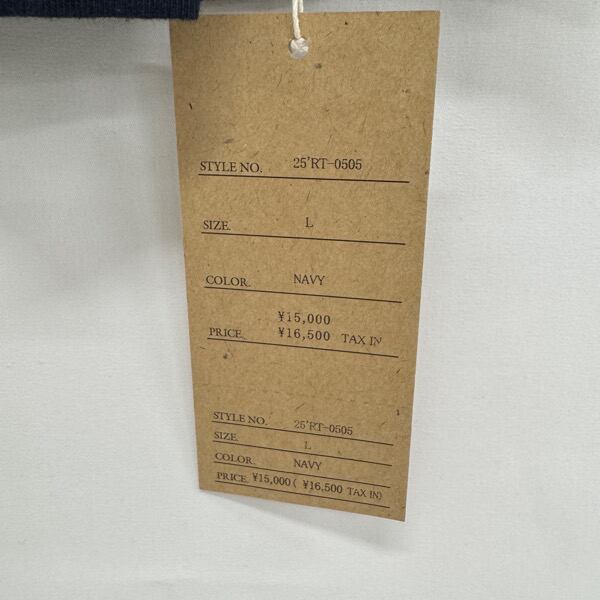 STYLE NO. 25'RT-0505
SIZE. L
COLOR. NAVY
¥15,000
PRICE. ¥16,500 TAX IN
STYLE NO. 25'RT-0505
SIZE. L
COLOR. NAVY
PRICE. ¥15,000 ( ¥16,500 TAX IN)